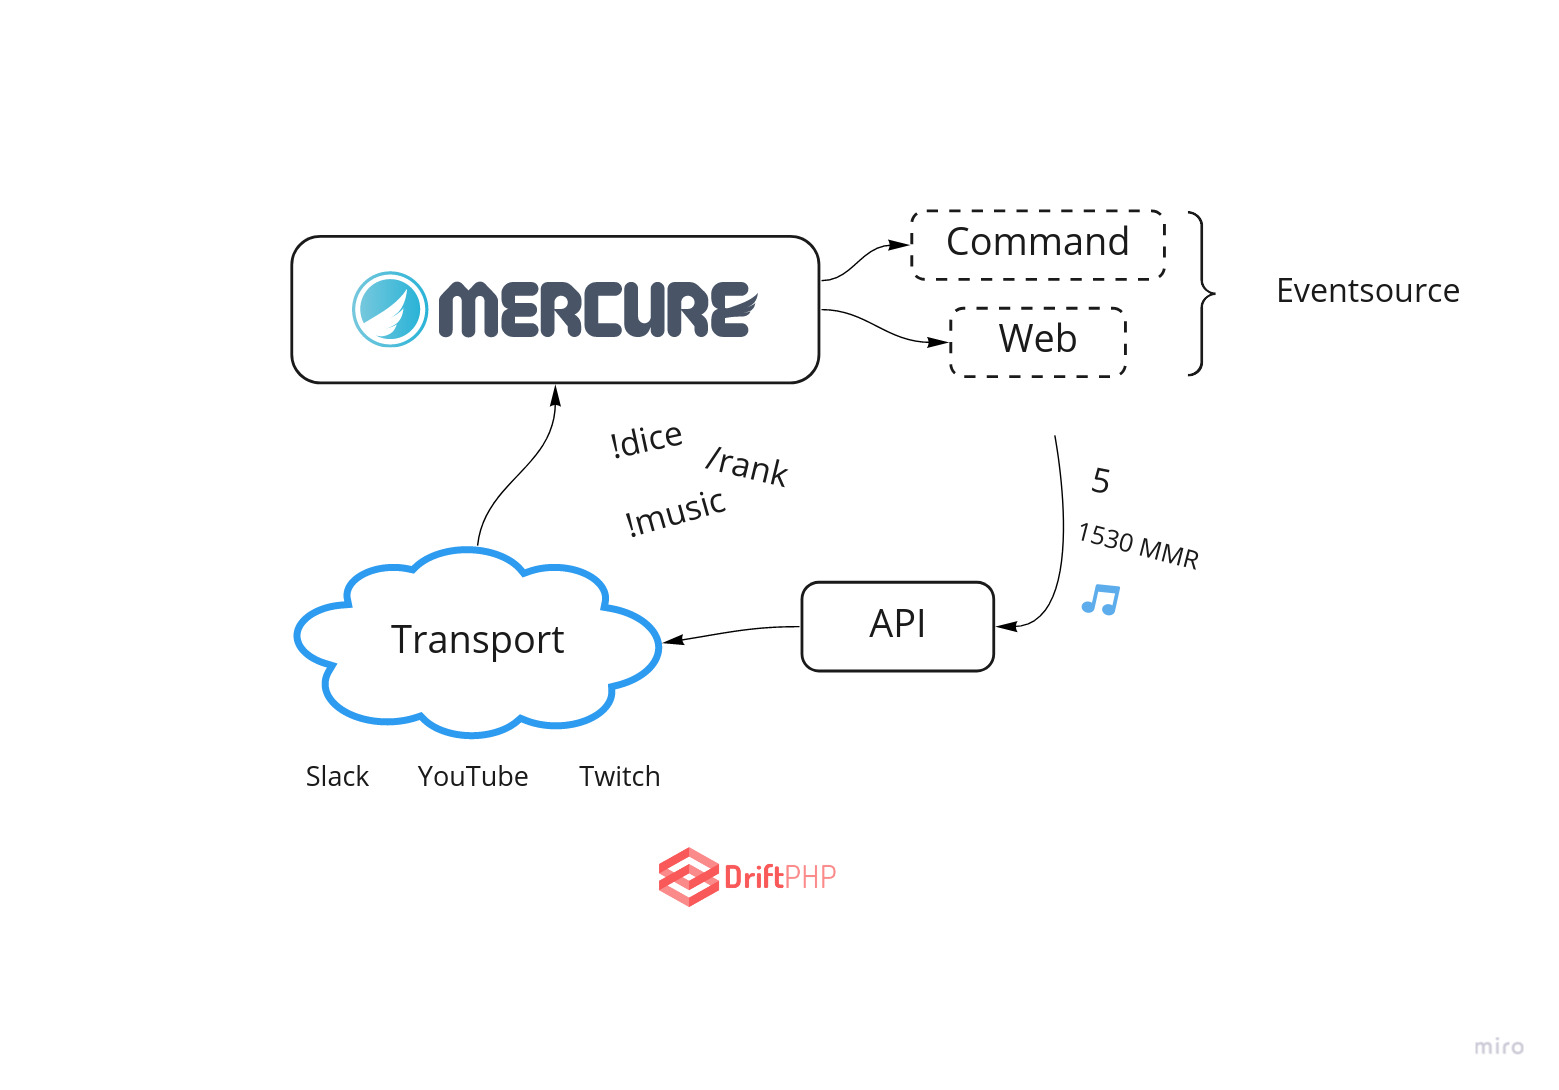 MERCURE
Command
Web
Eventsource
!dice
/rank
!music
5
1530 MMR
API
Transport
Slack YouTube Twitch
DriftPHP
miro